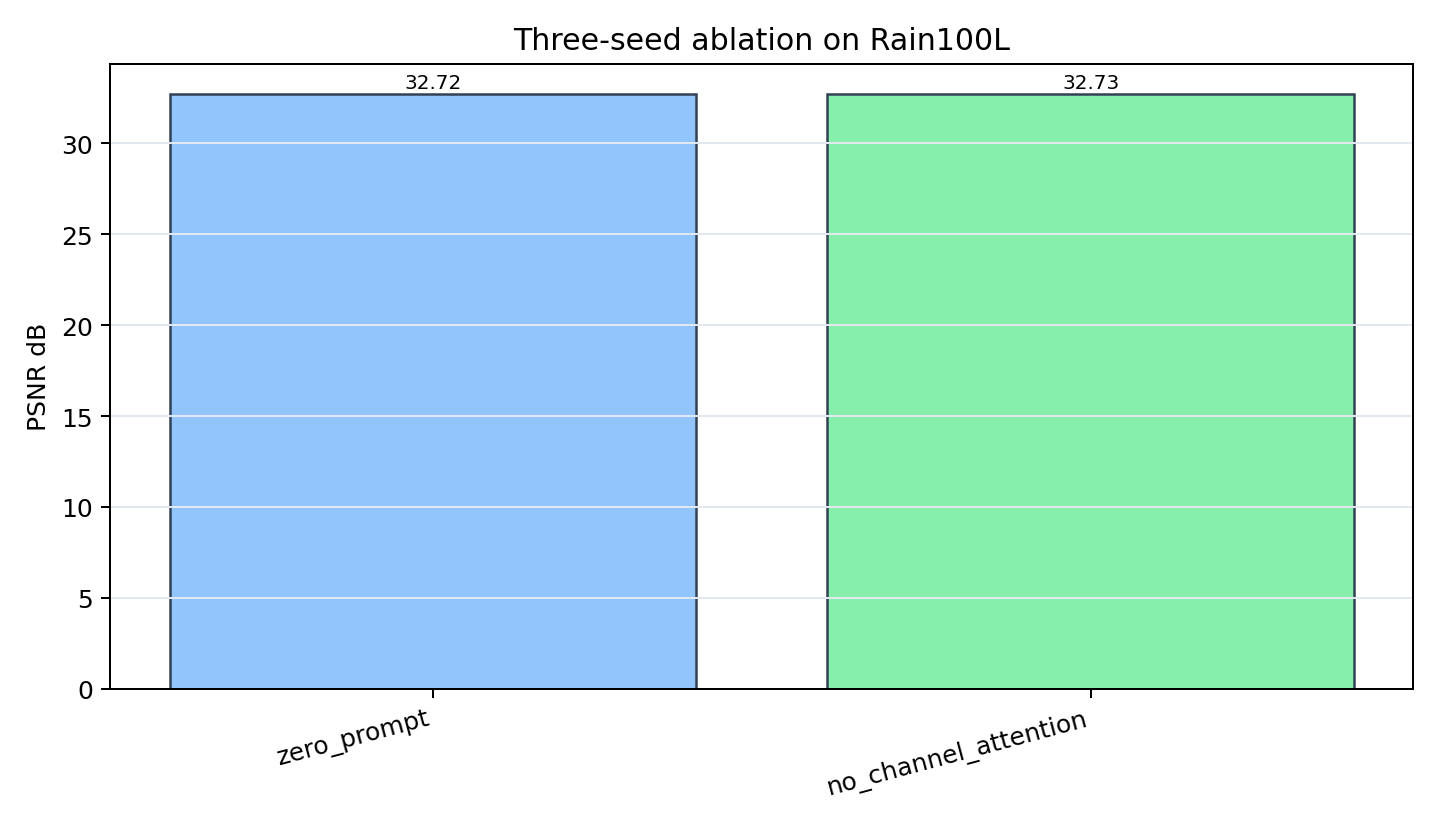 Three-seed ablation on Rain100L
32.72
32.73
PSNR dB
30
25
20
15
10
5
0
zero_prompt
no_channel_attention